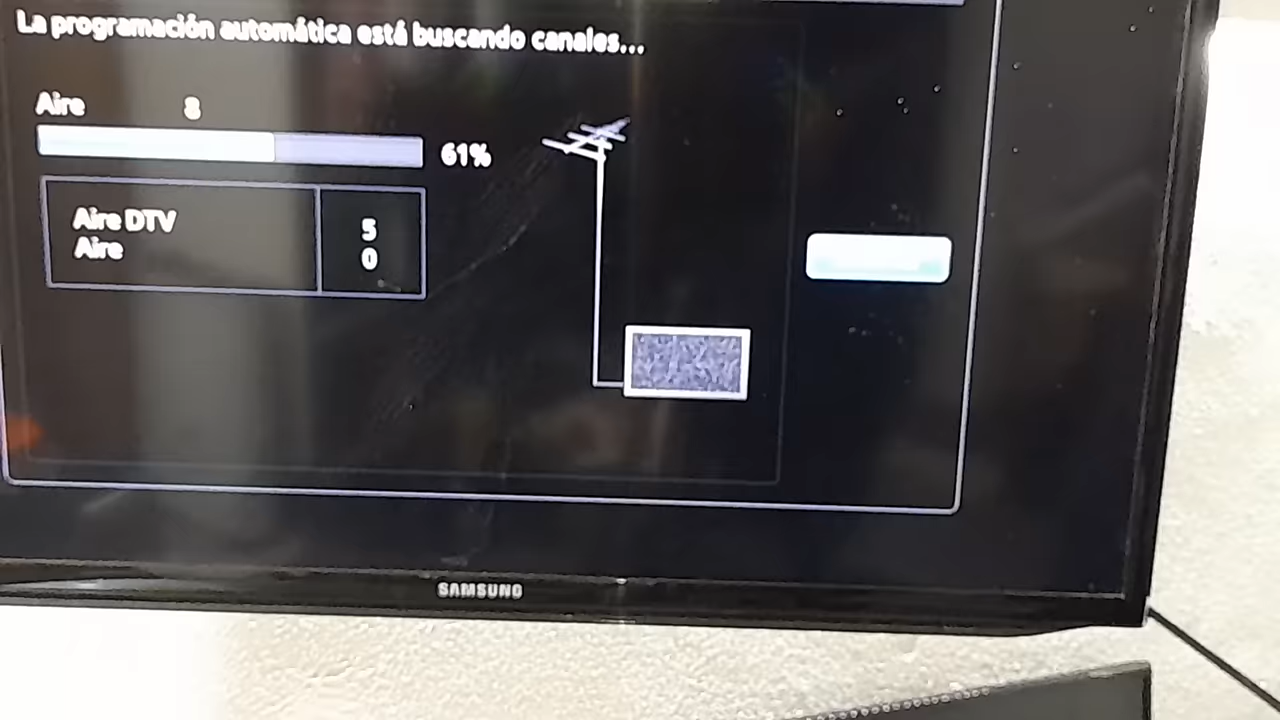 La programación automática está buscando canales...
Aire 8
61%
Aire DTV 5
Aire 0
SAMSUNG